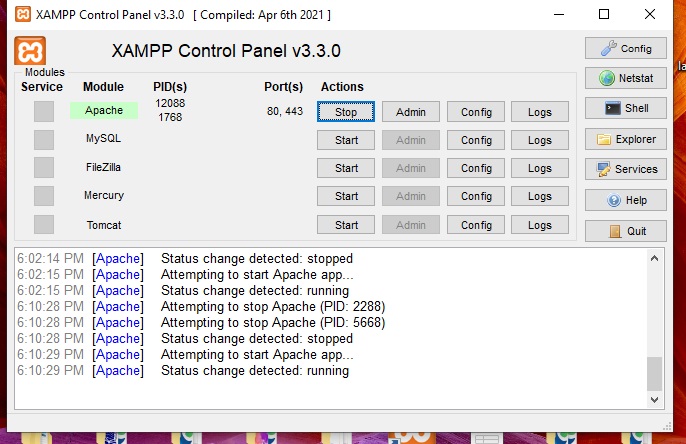 XAMPP Control Panel v3.3.0 [ Compiled: Apr 6th 2021 ]
XAMPP Control Panel v3.3.0
Config
Modules
Service Module PID(s) Port(s) Actions
Netstat
Apache 12088 1768 80, 443 Stop Admin Config Logs
Shell
MySQL Start Admin Config Logs
Explorer
FileZilla Start Admin Config Logs
Services
Mercury Start Admin Config Logs
Help
Tomcat Start Admin Config Logs
Quit
6:02:14 PM [Apache] Status change detected: stopped
6:02:15 PM [Apache] Attempting to start Apache app...
6:02:15 PM [Apache] Status change detected: running
6:10:28 PM [Apache] Attempting to stop Apache (PID: 2288)
6:10:28 PM [Apache] Attempting to stop Apache (PID: 5668)
6:10:28 PM [Apache] Status change detected: stopped
6:10:29 PM [Apache] Attempting to start Apache app...
6:10:29 PM [Apache] Status change detected: running